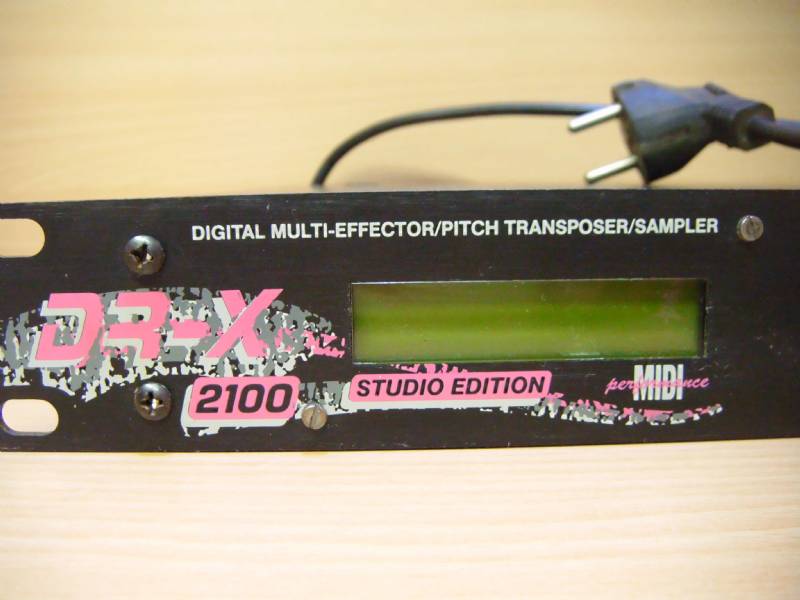 DIGITAL MULTI-EFFECTOR/PITCH TRANSPOSER/SAMPLER
DR-X
2100
STUDIO EDITION
performance
MIDI